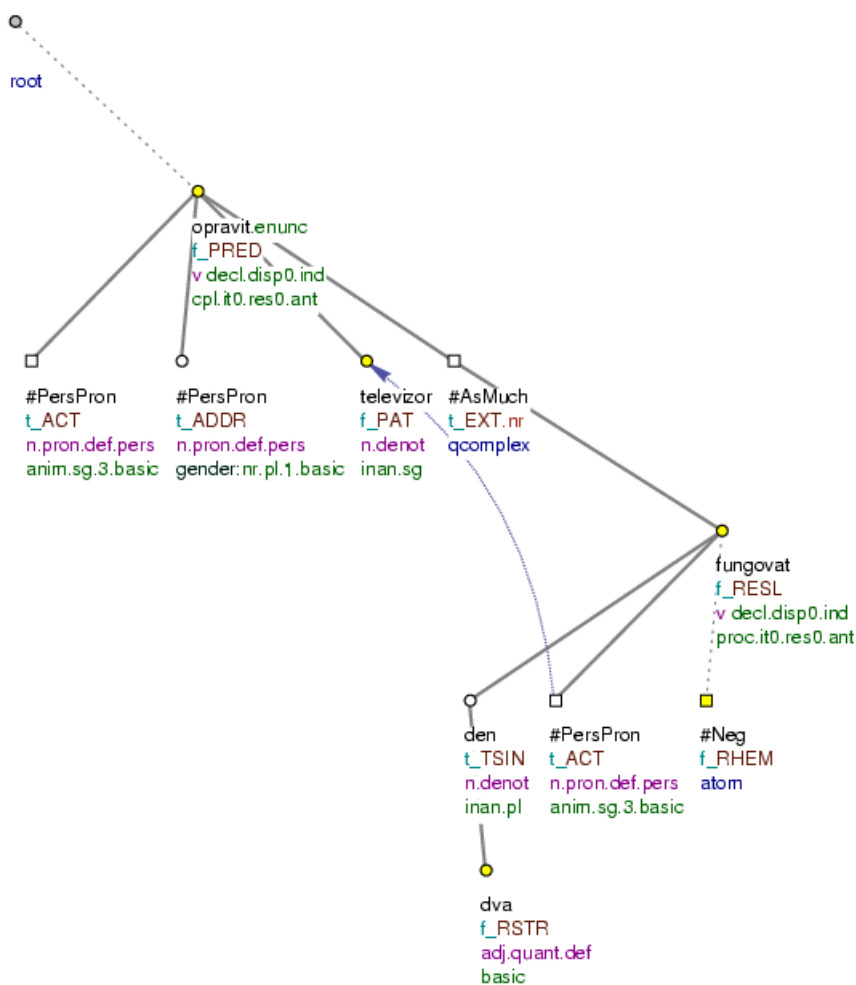 root
opravit.enunc
f_PRED
v decl.disp0.ind
cpl.it0.res0.ant
#PersPron
t_ACT
n.pron.def.pers
anim.sg.3.basic
#PersPron
t_ADDR
n.pron.def.pers
gender:nr.pl.1.basic
televizor
f_PAT
n.denot
inan.sg
#AsMuch
t_EXT.nr
qcomplex
fungovat
f_RESL
v decl.disp0.ind
proc.it0.res0.ant
den
t_TSIN
n.denot
inan.pl
#PersPron
t_ACT
n.pron.def.pers
anim.sg.3.basic
#Neg
f_RHEM
atom
dva
f_RSTR
adj.quant.def
basic